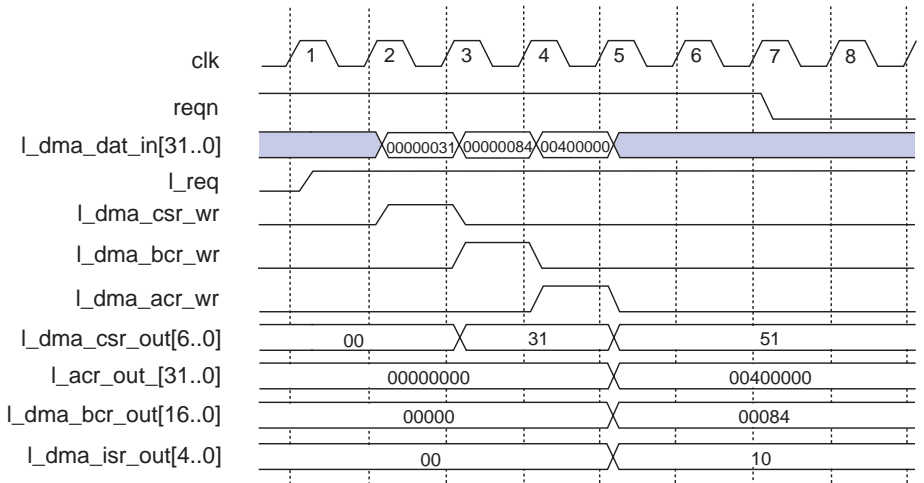 clk 1 2 3 4 5 6 7 8
reqn
l_dma_dat_in[31..0] 00000031 00000084 00400000
l_req
l_dma_csr_wr
l_dma_bcr_wr
l_dma_acr_wr
l_dma_csr_out[6..0] 00 31 51
l_acr_out_[31..0] 00000000 00400000
l_dma_bcr_out[16..0] 00000 00084
l_dma_isr_out[4..0] 00 10